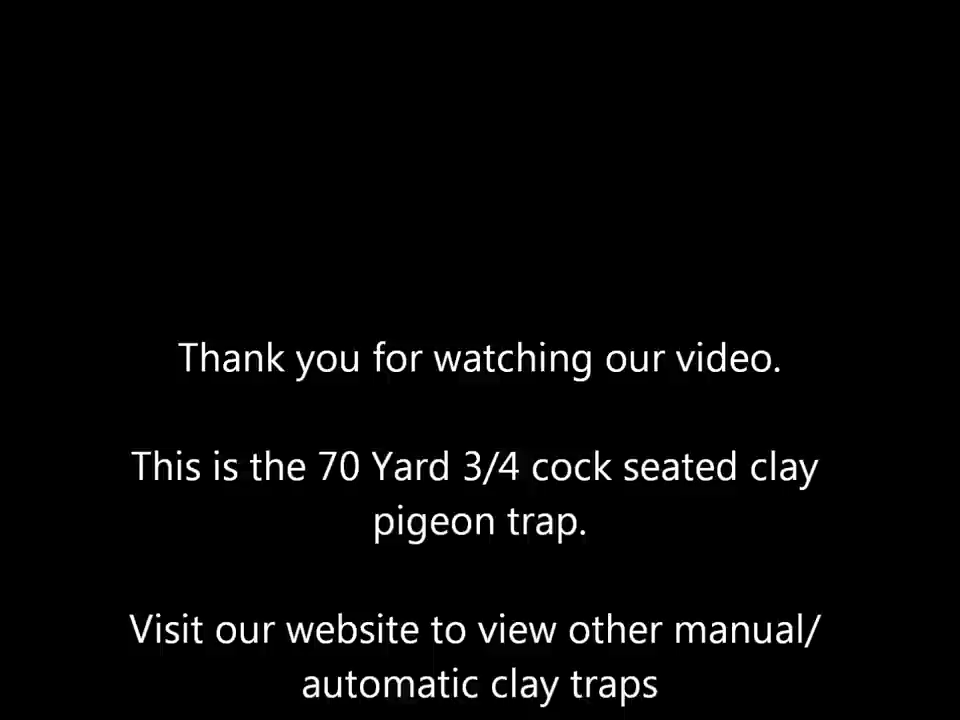 Thank you for watching our video.
This is the 70 Yard 3/4 cock seated clay
pigeon trap.
Visit our website to view other manual/
automatic clay traps